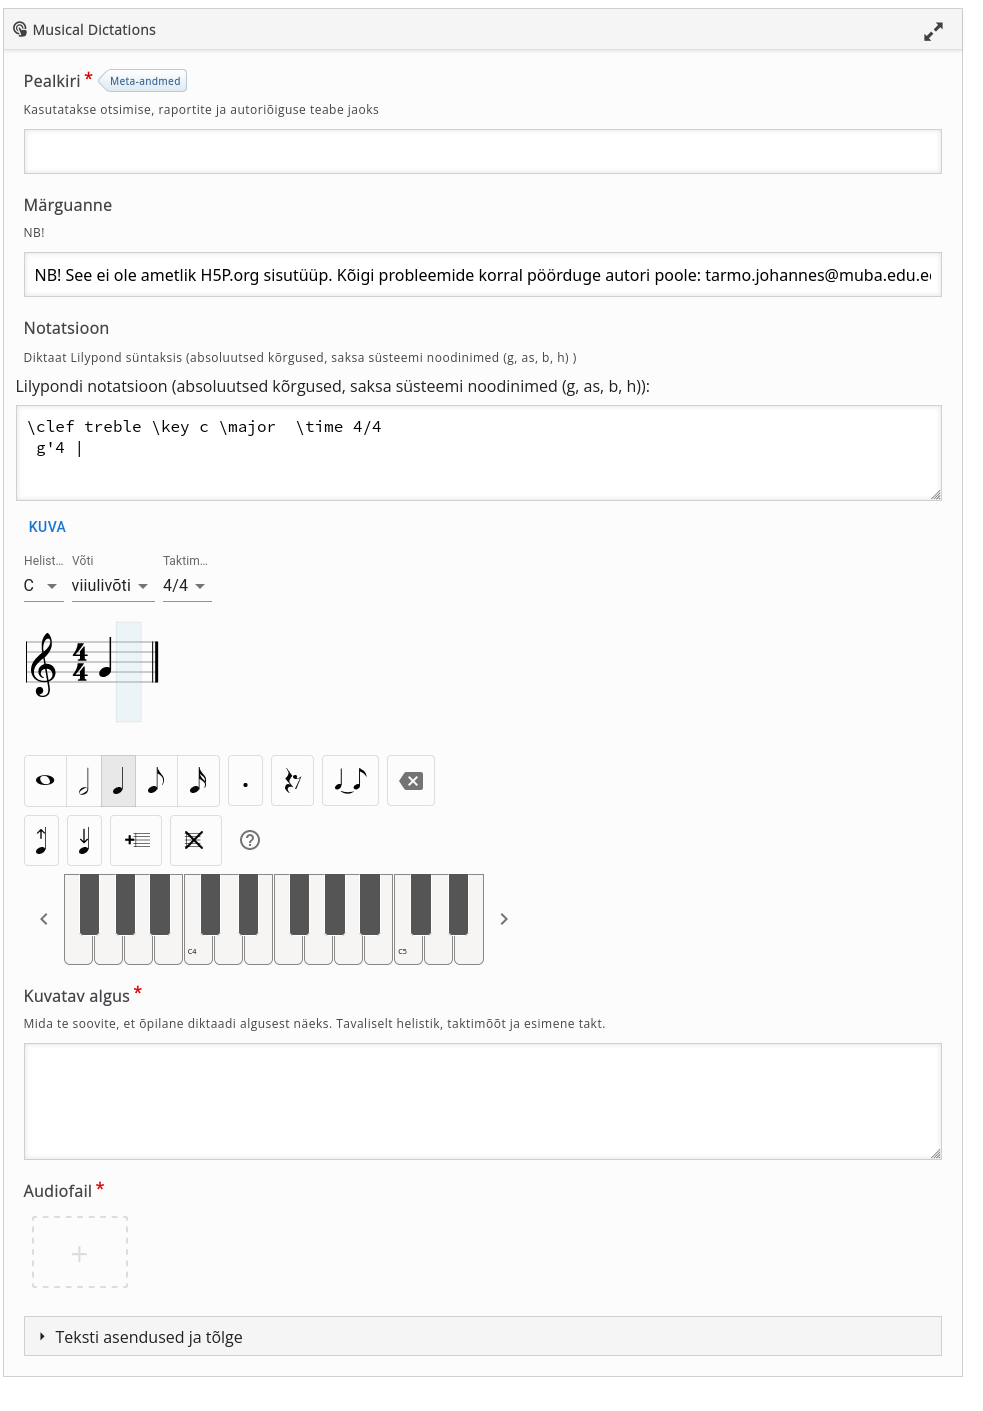 Musical Dictations
Pealkiri * Meta-andmed
Kasutatakse otsimise, raportite ja autoriõiguse teabe jaoks
Märguanne
NB!
NB! See ei ole ametlik H5P.org sisutüüp. Kõigi probleemide korral pöörduge autori poole: tarmo.johannes@muba.edu.e
Notatsioon
Diktaat Lilypond süntaksis (absoluutsed kõrgused, saksa süsteemi noodinimed (g, as, b, h) )
Lilypondi notatsioon (absoluutsed kõrgused, saksa süsteemi noodinimed (g, as, b, h)):
\clef treble \key c \major  \time 4/4
g'4 |
KUVA
Helist... Võti Taktim...
C viiulivõti 4/4
4
4
C4 C5
Kuvatav algus *
Mida te soovite, et õpilane diktaadi algusest näeks. Tavaliselt helistik, taktimõõt ja esimene takt.
Audiofail *
Teksti asendused ja tõlge